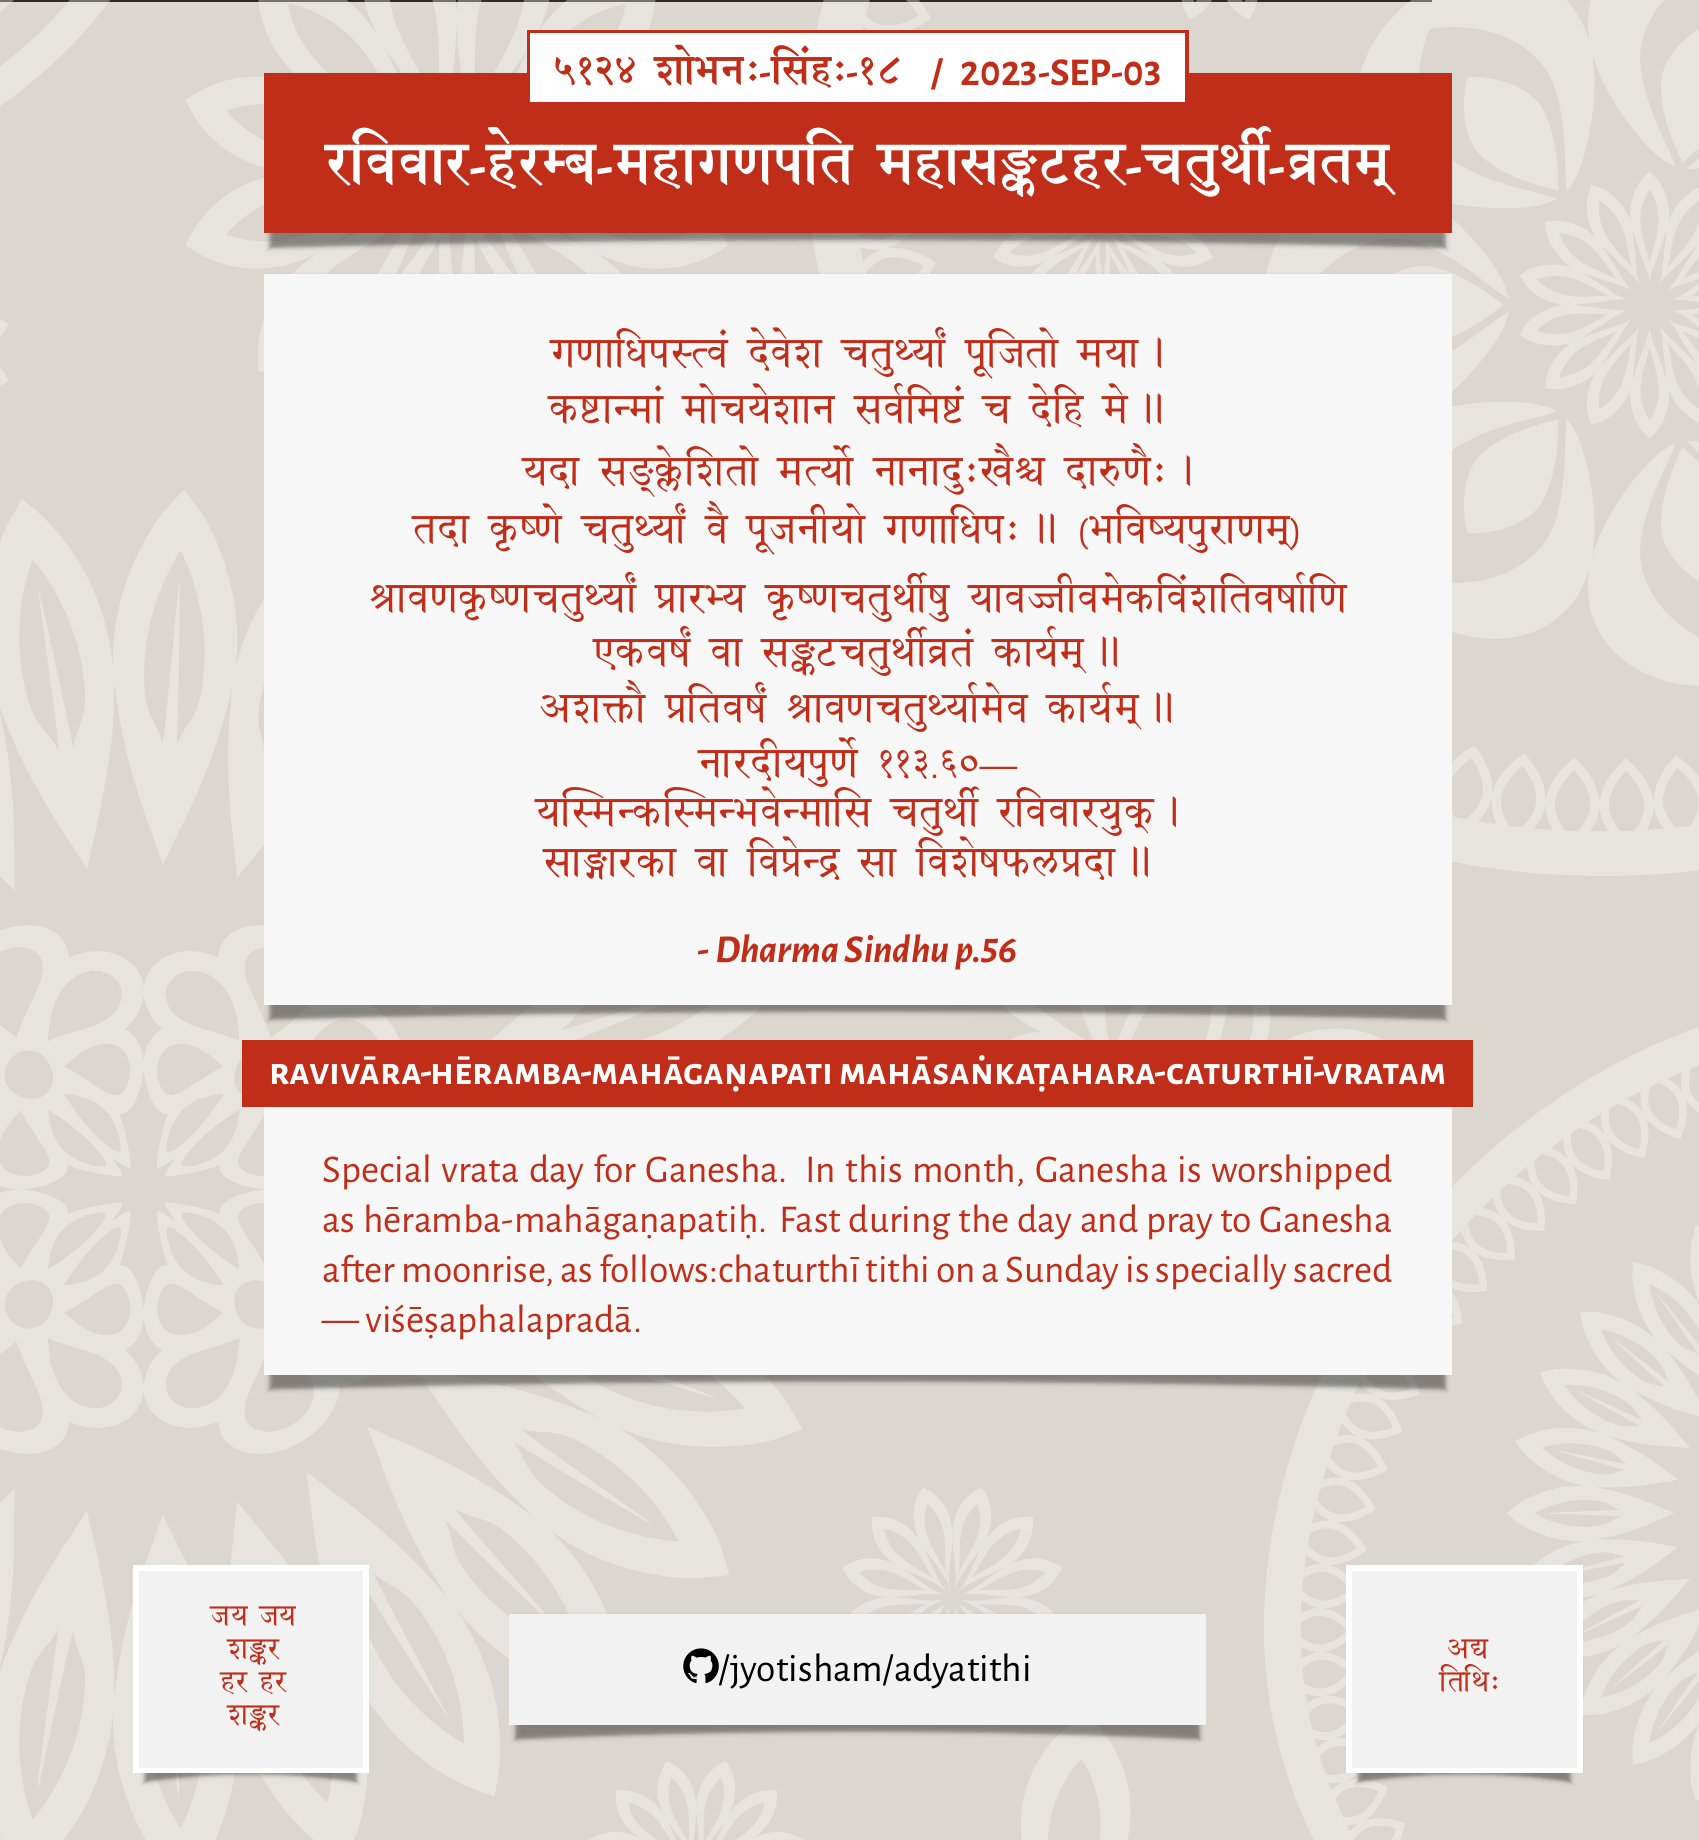 ५१२४ शोभनः-सिंहः-१८ / 2023-SEP-03
रविवार-हेरम्ब-महागणपति महासङ्कटहर-चतुर्थी-व्रतम्
गणाधिपस्त्वं देवेश चतुर्थ्यां पूजितो मया ।
कष्टान्मां मोचयेशान सर्वमिष्टं च देहि मे ॥
यदा सङ्क्लेशितो मर्त्यो नानादुःखैश्च दारुणैः ।
तदा कृष्णे चतुर्थ्यां वै पूजनीयो गणाधिपः ॥ (भविष्यपुराणम्)
श्रावणकृष्णचतुर्थ्यां प्रारभ्य कृष्णचतुर्थीषु यावज्जीवमेकविंशतिवर्षाणि
एकवर्षं वा सङ्कटचतुर्थीव्रतं कार्यम् ॥
अशक्तौ प्रतिवर्षं श्रावणचतुर्थ्यामेव कार्यम् ॥
नारदीयपुर्णे ११३.६०—
यस्मिन्कस्मिन्भवेन्मासि चतुर्थी रविवारयुक् ।
साङ्गारका वा विप्रेन्द्र सा विशेषफलप्रदा ॥
- Dharma Sindhu p.56
RAVIVĀRA-HĒRAMBA-MAHĀGAṆAPATI MAHĀSAṄKAṬAHARA-CATURTHĪ-VRATAM
Special vrata day for Ganesha. In this month, Ganesha is worshipped
as hēramba-mahāgaṇapatiḥ. Fast during the day and pray to Ganesha
after moonrise, as follows:chaturthī tithi on a Sunday is specially sacred
— viśēṣaphalapradā.
जय जय
शङ्कर
हर हर
शङ्कर
/jyotisham/adyatithi
अद्य
तिथिः